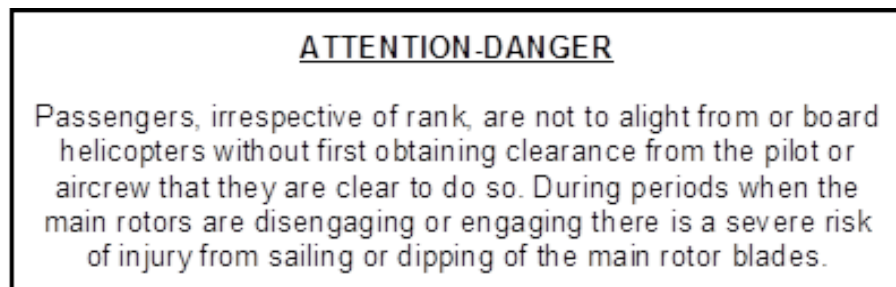 ATTENTION-DANGER
Passengers, irrespective of rank, are not to alight from or board
helicopters without first obtaining clearance from the pilot or
aircrew that they are clear to do so. During periods when the
main rotors are disengaging or engaging there is a severe risk
of injury from sailing or dipping of the main rotor blades.